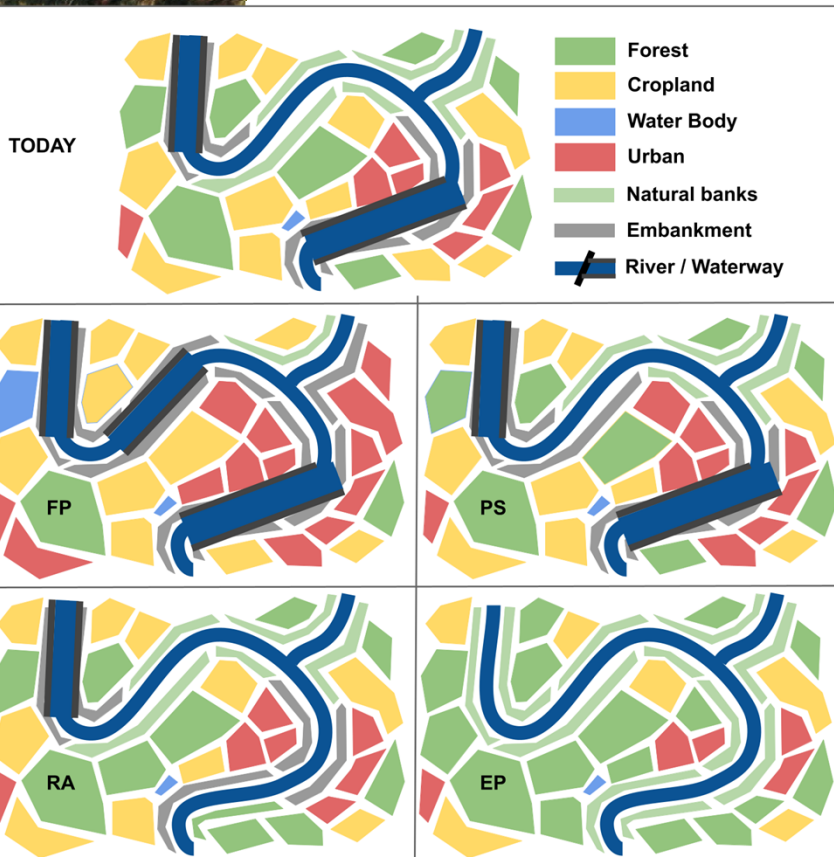 TODAY
Forest
Cropland
Water Body
Urban
Natural banks
Embankment
River / Waterway
FP
PS
RA
EP